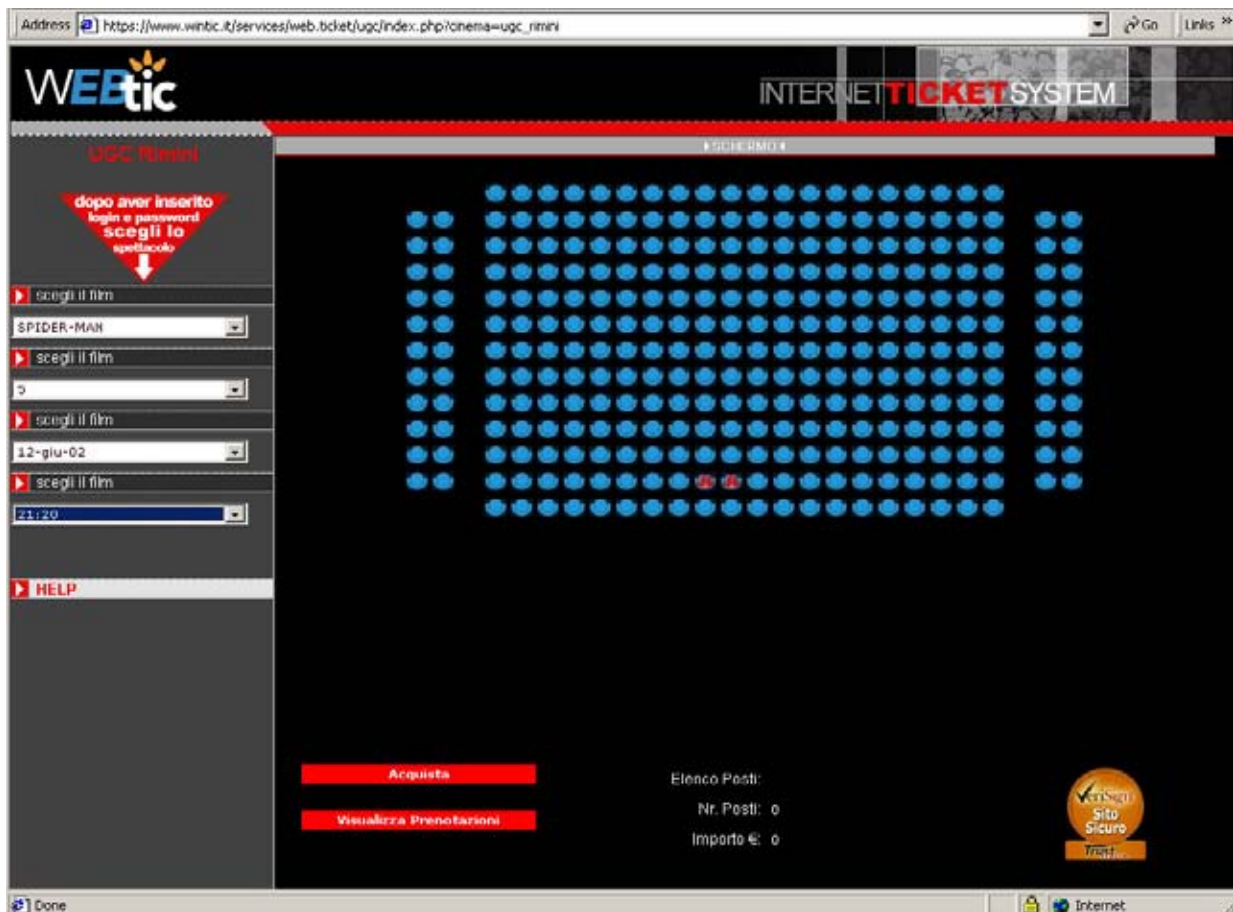 Address https://www.wintic.it/services/web.ticket/ugc/index.php?cinema=ugc_rimini Go Links »
WEBtic
INTERNETTICKETSYSTEM
UGC Rimini
SCHERMO
dopo aver inserito
login e password
scegli lo
spettacolo
scegli il film
SPIDER-MAN
scegli il film
5
scegli il film
12-giu-02
scegli il film
21:20
HELP
Acquista
Elenco Posti:
Nr. Posti: 0
Visualizza Prenotazioni
Importo €: 0
VeriSign
Sito
Sicuro
Trust
Done
Internet